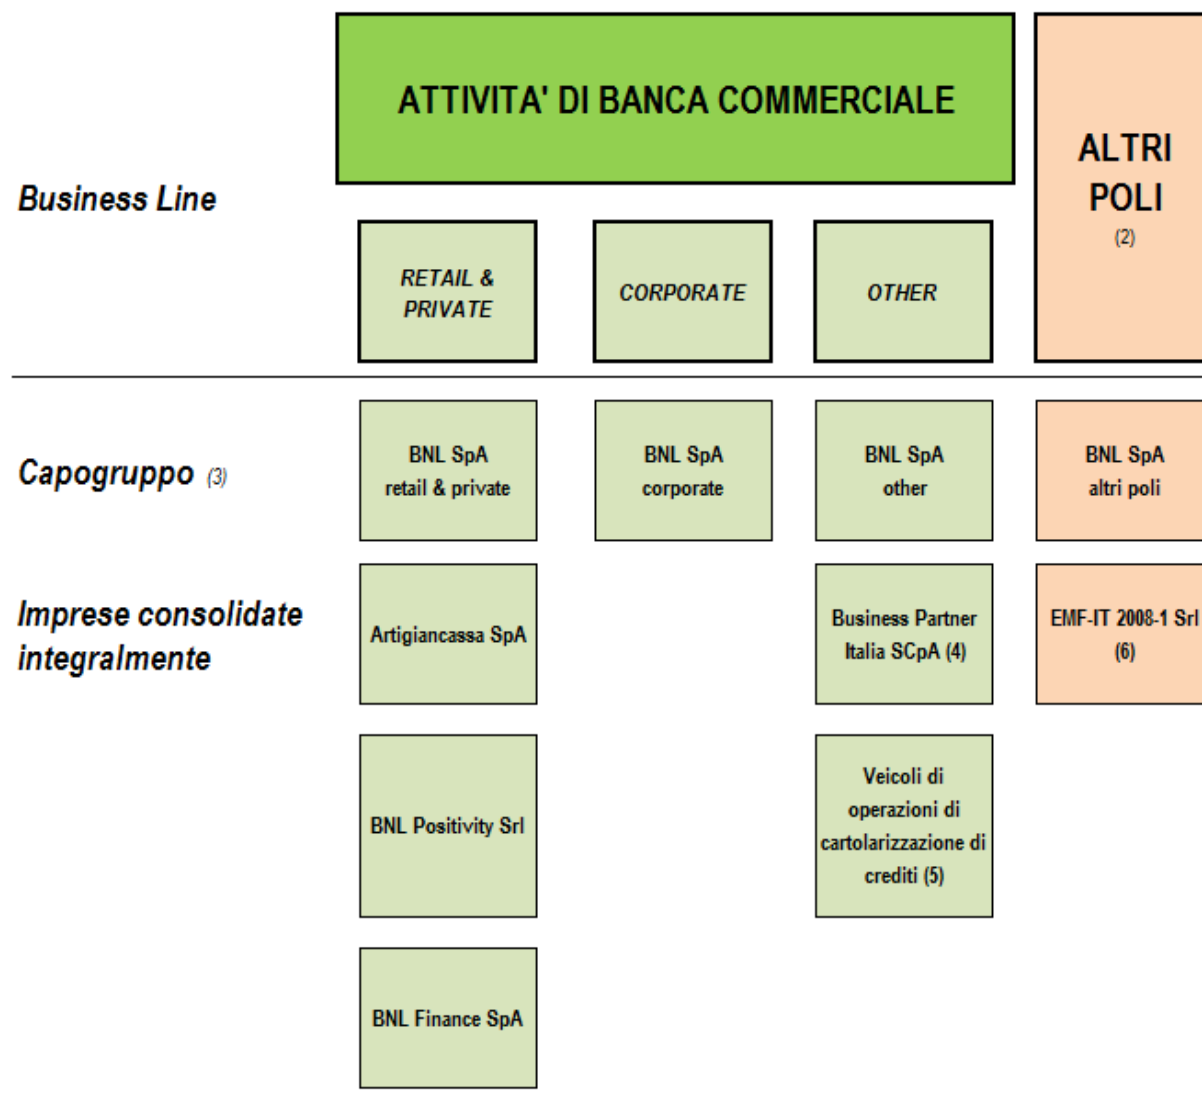 ATTIVITA' DI BANCA COMMERCIALE
ALTRI
POLI
(2)
Business Line
RETAIL &
PRIVATE
CORPORATE
OTHER
Capogruppo (3)
BNL SpA
retail & private
BNL SpA
corporate
BNL SpA
other
BNL SpA
altri poli
Imprese consolidate
integralmente
Artigiancassa SpA
Business Partner
Italia SCpA (4)
EMF-IT 2008-1 Srl
(6)
BNL Positivity Srl
Veicoli di
operazioni di
cartolarizzazione di
crediti (5)
BNL Finance SpA